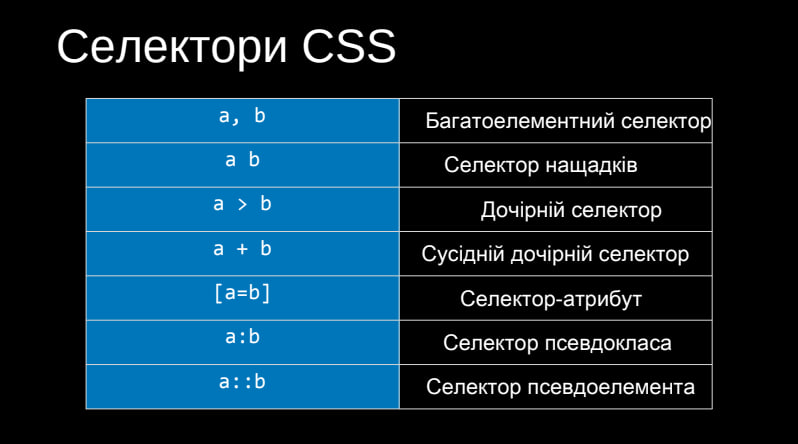 Селектори CSS
a, b Багатоелементний селектор
a b Селектор нащадків
a > b Дочірній селектор
a + b Сусідній дочірній селектор
[a=b] Селектор-атрибут
a:b Селектор псевдокласа
a::b Селектор псевдоелемента